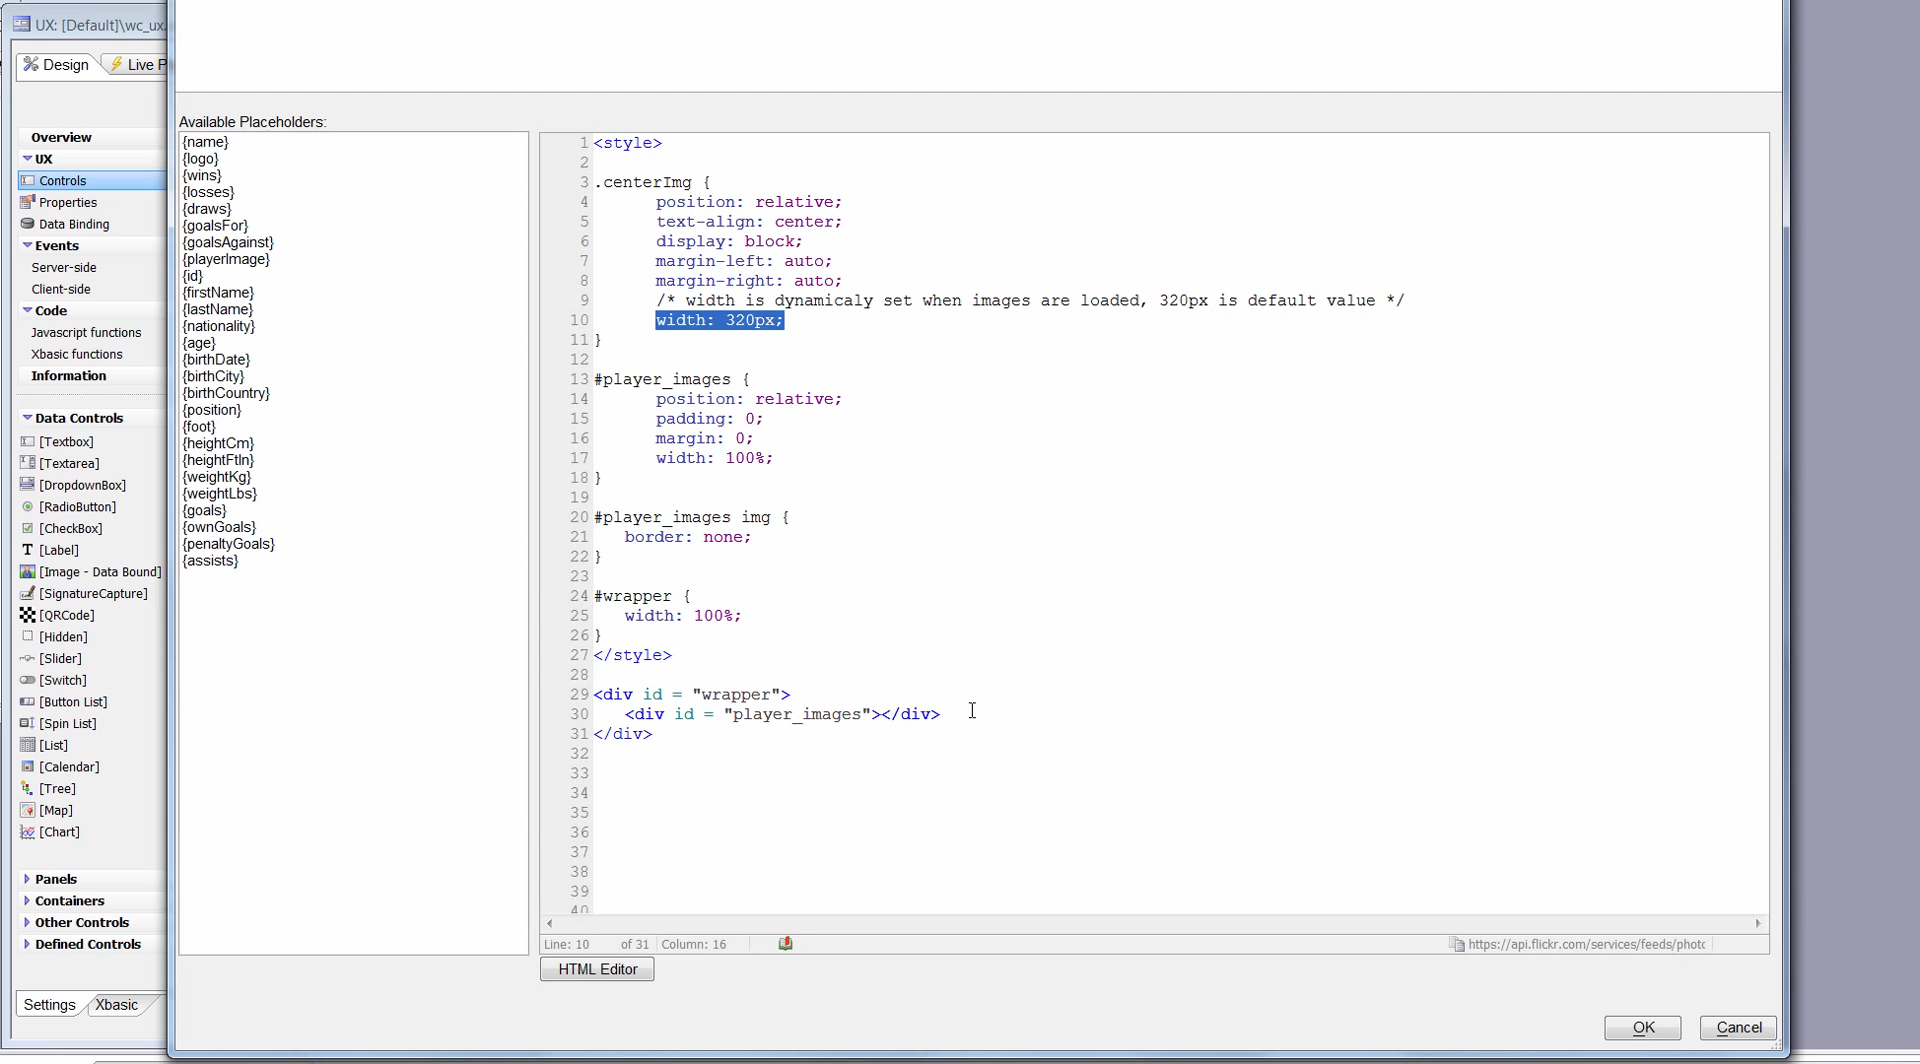 UX: [Default]\wc_ux.
Design
Live P
Overview
UX
Controls
Properties
Data Binding
Events
Server-side
Client-side
Code
Javascript functions
Xbasic functions
Information
Data Controls
[Textbox]
[Textarea]
[DropdownBox]
[RadioButton]
[CheckBox]
[Label]
[Image - Data Bound]
[SignatureCapture]
[QRCode]
[Hidden]
[Slider]
[Switch]
[Button List]
[Spin List]
[List]
[Calendar]
[Tree]
[Map]
[Chart]
Panels
Containers
Other Controls
Defined Controls
Settings
Xbasic
Available Placeholders:
{name}
{logo}
{wins}
{losses}
{draws}
{goalsFor}
{goalsAgainst}
{playerImage}
{id}
{firstName}
{lastName}
{nationality}
{age}
{birthDate}
{birthCity}
{birthCountry}
{position}
{foot}
{heightCm}
{heightFtIn}
{weightKg}
{weightLbs}
{goals}
{ownGoals}
{penaltyGoals}
{assists}
1 <style>
2
3 .centerImg {
4 position: relative;
5 text-align: center;
6 display: block;
7 margin-left: auto;
8 margin-right: auto;
9 /* width is dynamicaly set when images are loaded, 320px is default value */
10 width: 320px;
11 }
12
13 #player_images {
14 position: relative;
15 padding: 0;
16 margin: 0;
17 width: 100%;
18 }
19
20 #player_images img {
21 border: none;
22 }
23
24 #wrapper {
25 width: 100%;
26 }
27 </style>
28
29 <div id = "wrapper">
30 <div id = "player_images"></div>
31 </div>
32
33
34
35
36
37
38
39
40
Line: 10 of 31 Column: 16
https://api.flickr.com/services/feeds/photo
HTML Editor
OK
Cancel